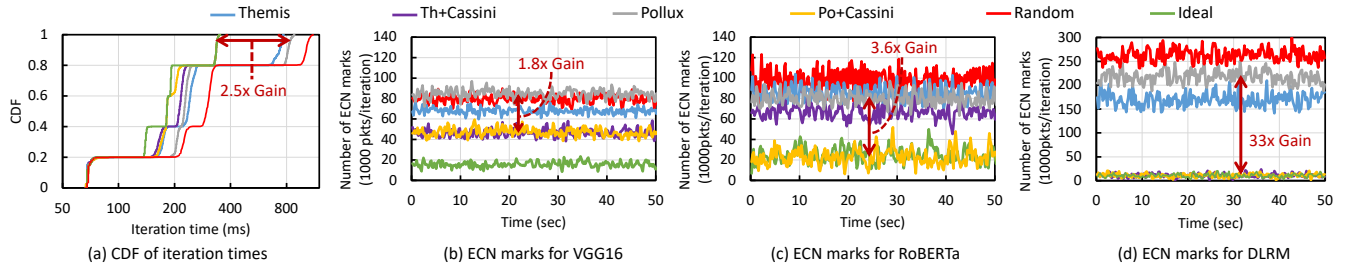 Themis Th+Cassini Pollux Po+Cassini Random Ideal
CDF
1
0.8
0.6
0.4
0.2
0
50 100 200 400 800
Iteration time (ms)
2.5x Gain
(a) CDF of iteration times
Number of ECN marks
(1000 pkts/iteration)
140
120
100
80
60
40
20
0
0 10 20 30 40 50
Time (sec)
1.8x Gain
(b) ECN marks for VGG16
Number of ECN marks
(1000pkts/iteration)
140
120
100
80
60
40
20
0
0 10 20 30 40 50
Time (sec)
3.6x Gain
(c) ECN marks for RoBERTa
Number of ECN marks
(1000pkts/iteration)
300
250
200
150
100
50
0
0 10 20 30 40 50
Time (sec)
33x Gain
(d) ECN marks for DLRM